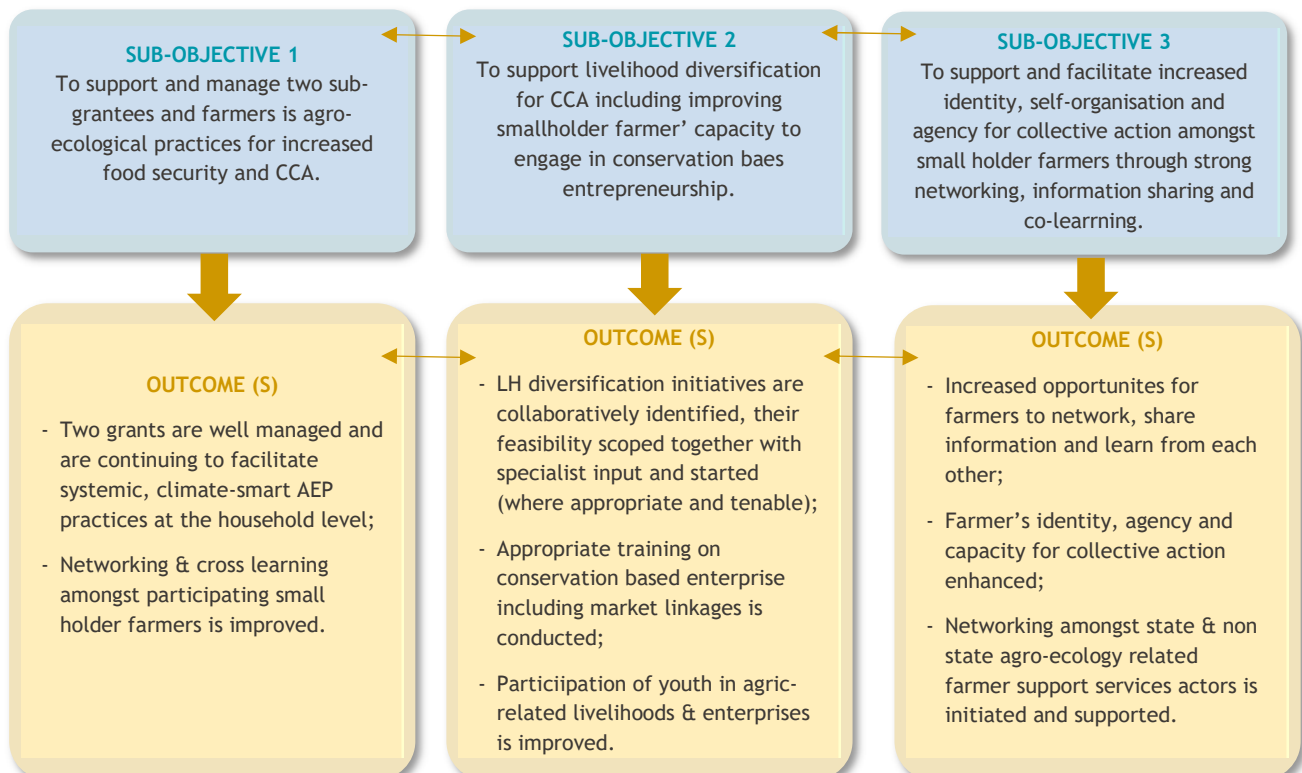 SUB-OBJECTIVE 1
To support and manage two sub-
grantees and farmers is agro-
ecological practices for increased
food security and CCA.
SUB-OBJECTIVE 2
To support livelihood diversification
for CCA including improving
smallholder farmer’ capacity to
engage in conservation baes
entrepreneurship.
SUB-OBJECTIVE 3
To support and facilitate increased
identity, self-organisation and
agency for collective action amongst
small holder farmers through strong
networking, information sharing and
co-learrning.
OUTCOME (S)
- Two grants are well managed and
are continuing to facilitate
systemic, climate-smart AEP
practices at the household level;
- Networking & cross learning
amongst participating small
holder farmers is improved.
OUTCOME (S)
- LH diversification initiatives are
collaboratively identified, their
feasibility scoped together with
specialist input and started
(where appropriate and tenable);
- Appropriate training on
conservation based enterprise
including market linkages is
conducted;
- Particiipation of youth in agric-
related livelihoods & enterprises
is improved.
OUTCOME (S)
- Increased opportunites for
farmers to network, share
information and learn from each
other;
- Farmer’s identity, agency and
capacity for collective action
enhanced;
- Networking amongst state & non
state agro-ecology related
farmer support services actors is
initiated and supported.